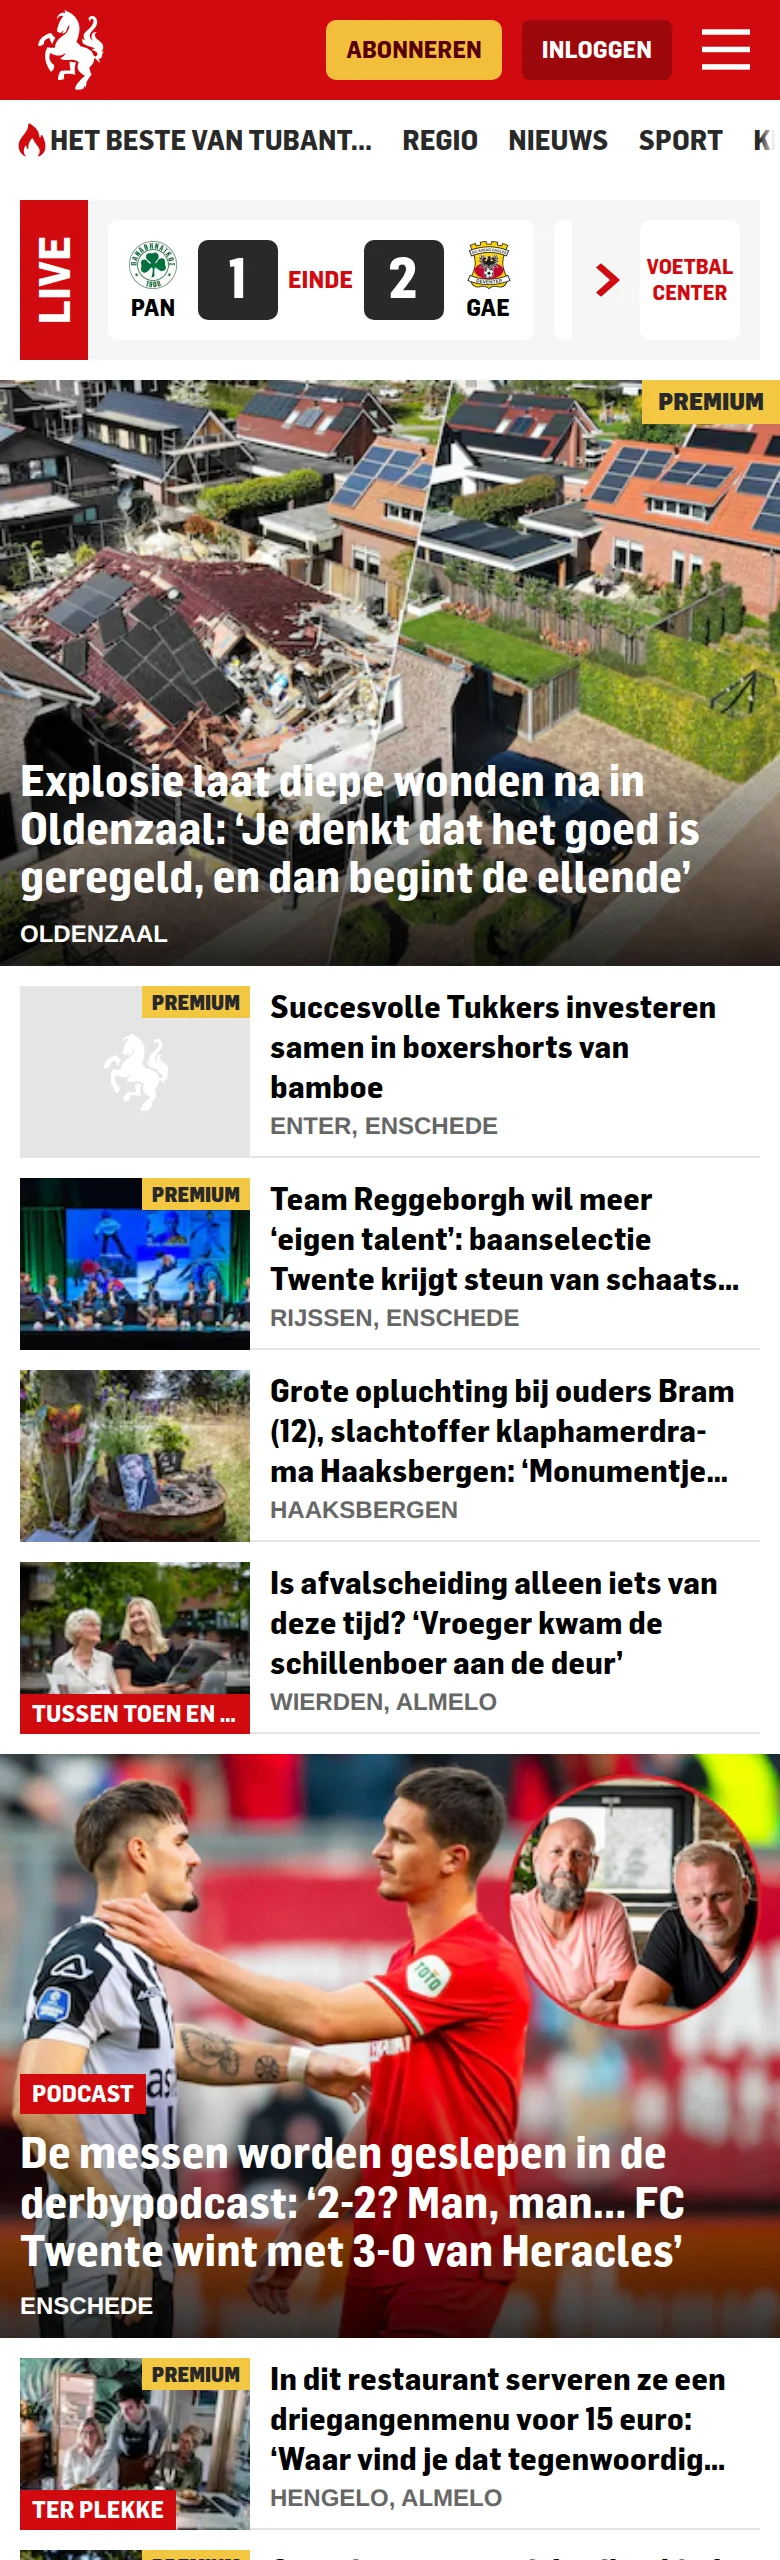 ABONNEREN
INLOGGEN
HET BESTE VAN TUBANT...
REGIO
NIEUWS
SPORT
LIVE
PAN
1
EINDE
2
GAE
VOETBAL
CENTER
PREMIUM
Explosie laat diepe wonden na in
Oldenzaal: ‘Je denkt dat het goed is
geregeld, en dan begint de ellende’
OLDENZAAL
PREMIUM
Succesvolle Tukkers investeren
samen in boxershorts van
bamboe
ENTER, ENSCHEDE
PREMIUM
Team Reggeborgh wil meer
‘eigen talent’: baanselectie
Twente krijgt steun van schaats...
RIJSSEN, ENSCHEDE
Grote opluchting bij ouders Bram
(12), slachtoffer klaphamerdra-
ma Haaksbergen: ‘Monumentje...
HAAKSBERGEN
Is afvalscheiding alleen iets van
deze tijd? ‘Vroeger kwam de
schillenboer aan de deur’
TUSSEN TOEN EN ...
WIERDEN, ALMELO
TOTO
PODCAST
De messen worden geslepen in de
derbypodcast: ‘2-2? Man, man... FC
Twente wint met 3-0 van Heracles’
ENSCHEDE
PREMIUM
In dit restaurant serveren ze een
driegangenmenu voor 15 euro:
‘Waar vind je dat tegenwoordig...
TER PLEKKE
HENGELO, ALMELO